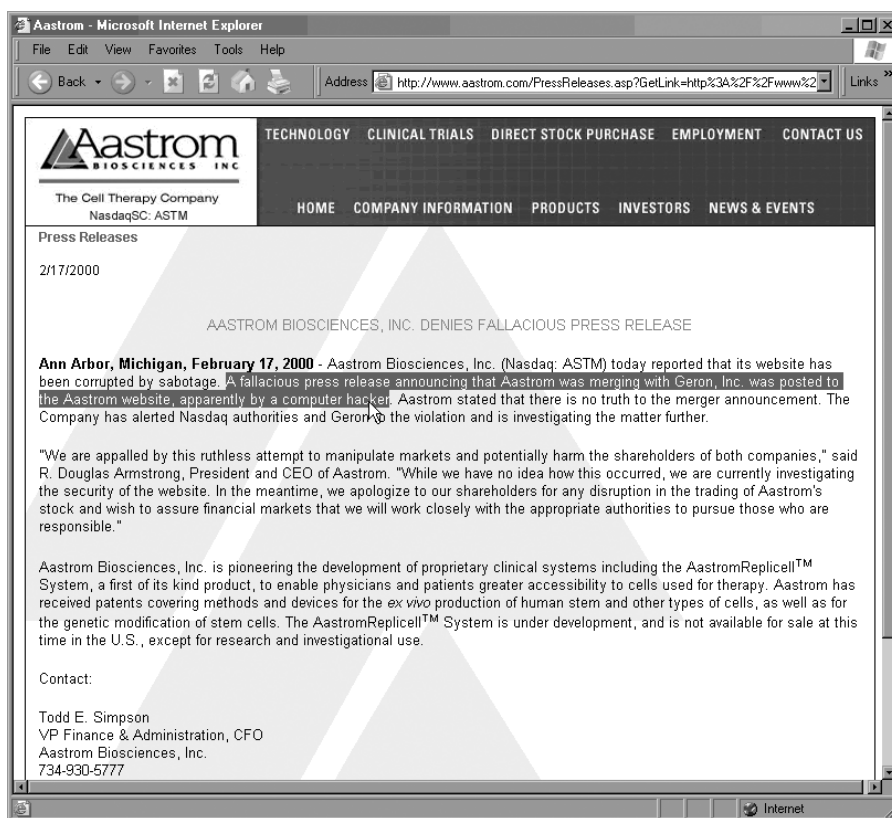 Aastrom - Microsoft Internet Explorer
File Edit View Favorites Tools Help
Back Address http://www.aastrom.com/PressReleases.asp?GetLink=http%3A%2F%2Fwww%2 Links »
Aastrom
BIOSCIENCES INC
The Cell Therapy Company
NasdaqSC: ASTM
TECHNOLOGY CLINICAL TRIALS DIRECT STOCK PURCHASE EMPLOYMENT CONTACT US
HOME COMPANY INFORMATION PRODUCTS INVESTORS NEWS & EVENTS
Press Releases
2/17/2000
AASTROM BIOSCIENCES, INC. DENIES FALLACIOUS PRESS RELEASE
Ann Arbor, Michigan, February 17, 2000 - Aastrom Biosciences, Inc. (Nasdaq: ASTM) today reported that its website has
been corrupted by sabotage. A fallacious press release announcing that Aastrom was merging with Geron, Inc. was posted to
the Aastrom website, apparently by a computer hacker. Aastrom stated that there is no truth to the merger announcement. The
Company has alerted Nasdaq authorities and Geron to the violation and is investigating the matter further.
"We are appalled by this ruthless attempt to manipulate markets and potentially harm the shareholders of both companies," said
R. Douglas Armstrong, President and CEO of Aastrom. "While we have no idea how this occurred, we are currently investigating
the security of the website. In the meantime, we apologize to our shareholders for any disruption in the trading of Aastrom's
stock and wish to assure financial markets that we will work closely with the appropriate authorities to pursue those who are
responsible."
Aastrom Biosciences, Inc. is pioneering the development of proprietary clinical systems including the AastromReplicell™
System, a first of its kind product, to enable physicians and patients greater accessibility to cells used for therapy. Aastrom has
received patents covering methods and devices for the ex vivo production of human stem and other types of cells, as well as for
the genetic modification of stem cells. The AastromReplicell™ System is under development, and is not available for sale at this
time in the U.S., except for research and investigational use.
Contact:
Todd E. Simpson
VP Finance & Administration, CFO
Aastrom Biosciences, Inc.
734-930-5777
Internet